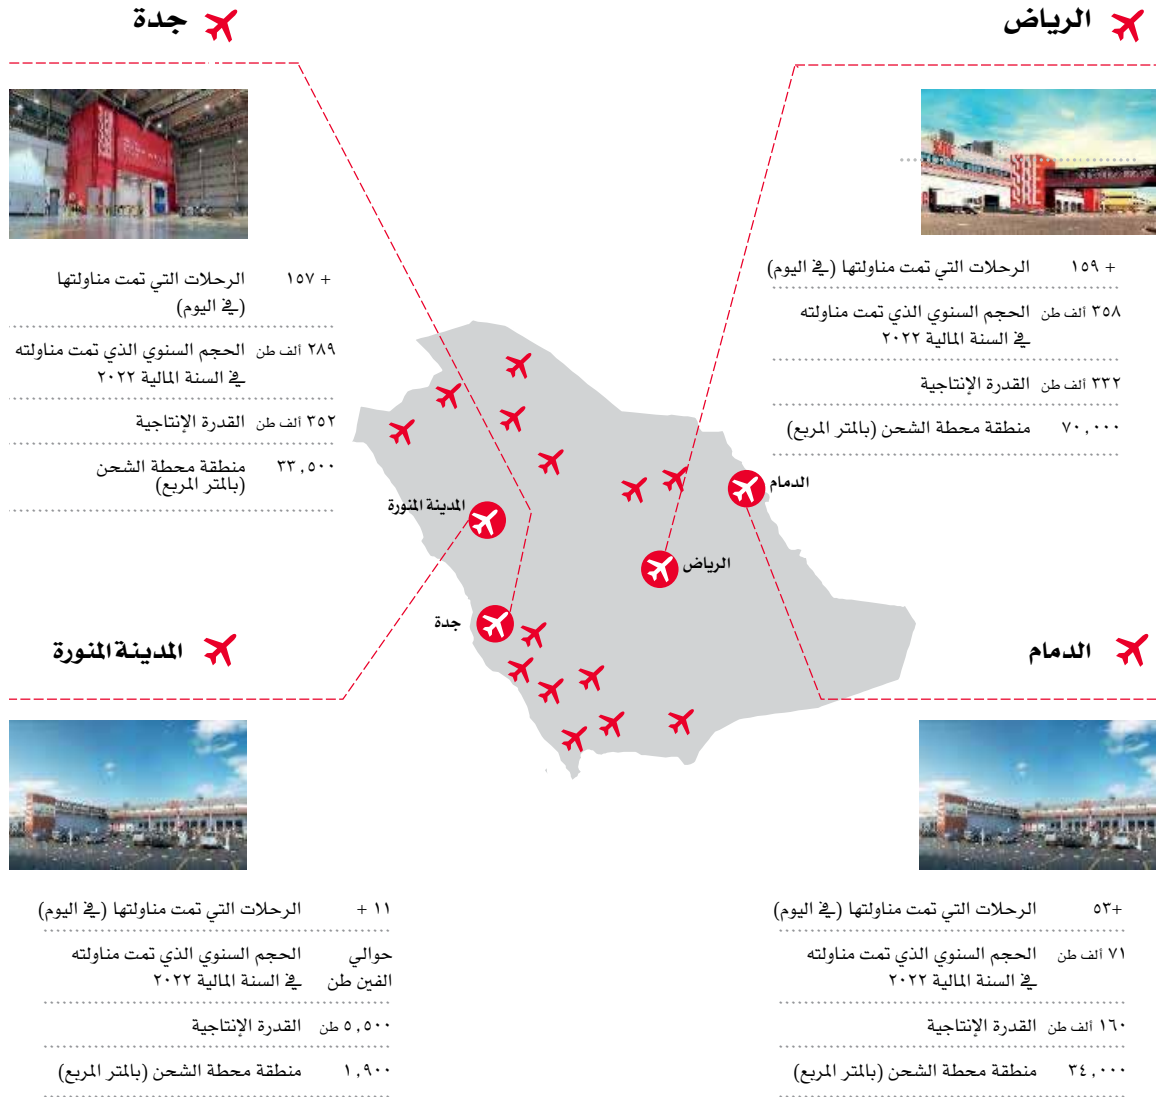 الرياض
+ ١٥٩ الرحلات التي تمت مناولتها (في اليوم)
٣٥٨ ألف طن الحجم السنوي الذي تمت مناولته
في السنة المالية ٢٠٢٢
٣٣٢ ألف طن القدرة الإنتاجية
٧٠,٠٠٠ منطقة محطة الشحن (بالمتر المربع)
جدة
+ ١٥٧ الرحلات التي تمت مناولتها
(في اليوم)
٢٨٩ ألف طن الحجم السنوي الذي تمت مناولته
في السنة المالية ٢٠٢٢
٣٥٢ ألف طن القدرة الإنتاجية
٣٣,٥٠٠ منطقة محطة الشحن
(بالمتر المربع)
الدمام
المدينة المنورة
الرياض
جدة
الدمام
+٥٣ الرحلات التي تمت مناولتها (في اليوم)
٧١ ألف طن الحجم السنوي الذي تمت مناولته
في السنة المالية ٢٠٢٢
١٦٠ ألف طن القدرة الإنتاجية
٣٤,٠٠٠ منطقة محطة الشحن (بالمتر المربع)
المدينة المنورة
+ ١١ الرحلات التي تمت مناولتها (في اليوم)
حوالي الحجم السنوي الذي تمت مناولته
الفين طن في السنة المالية ٢٠٢٢
٥,٥٠٠ طن القدرة الإنتاجية
١,٩٠٠ منطقة محطة الشحن (بالمتر المربع)